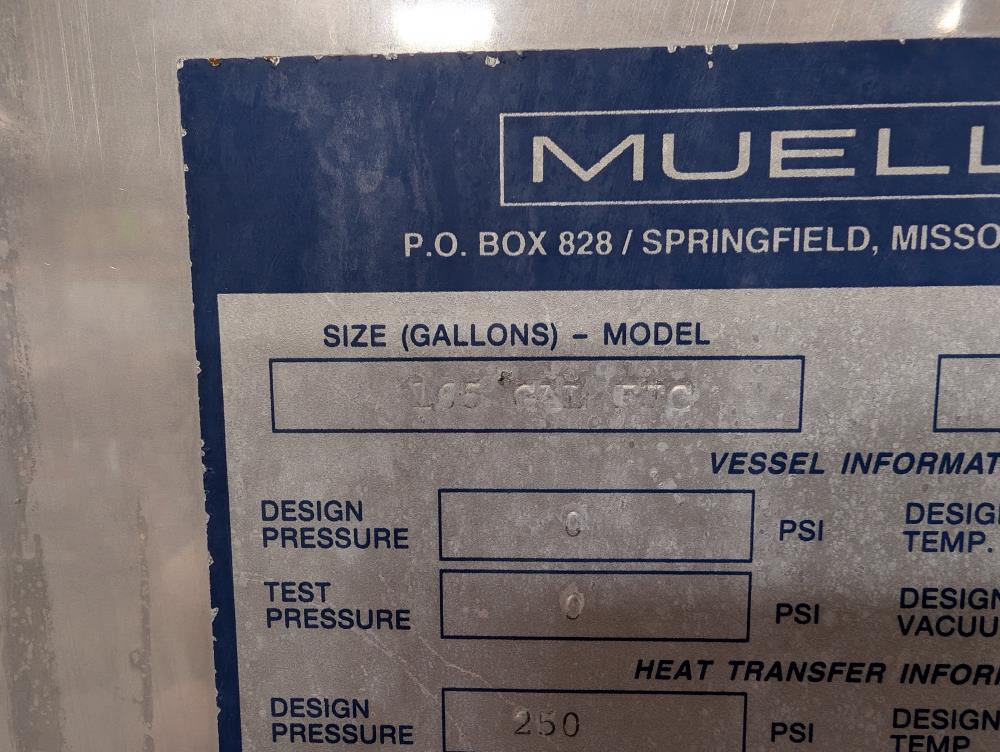 MUELL
P.O. BOX 828 / SPRINGFIELD, MISSO
SIZE (GALLONS) – MODEL
GAL
VESSEL INFORMAT
DESIGN PRESSURE 0 PSI
DESIG
TEMP.
TEST PRESSURE 0 PSI
DESIGN
VACUU
HEAT TRANSFER INFOR
DESIGN PRESSURE 250 PSI
DESIGN
TEMP